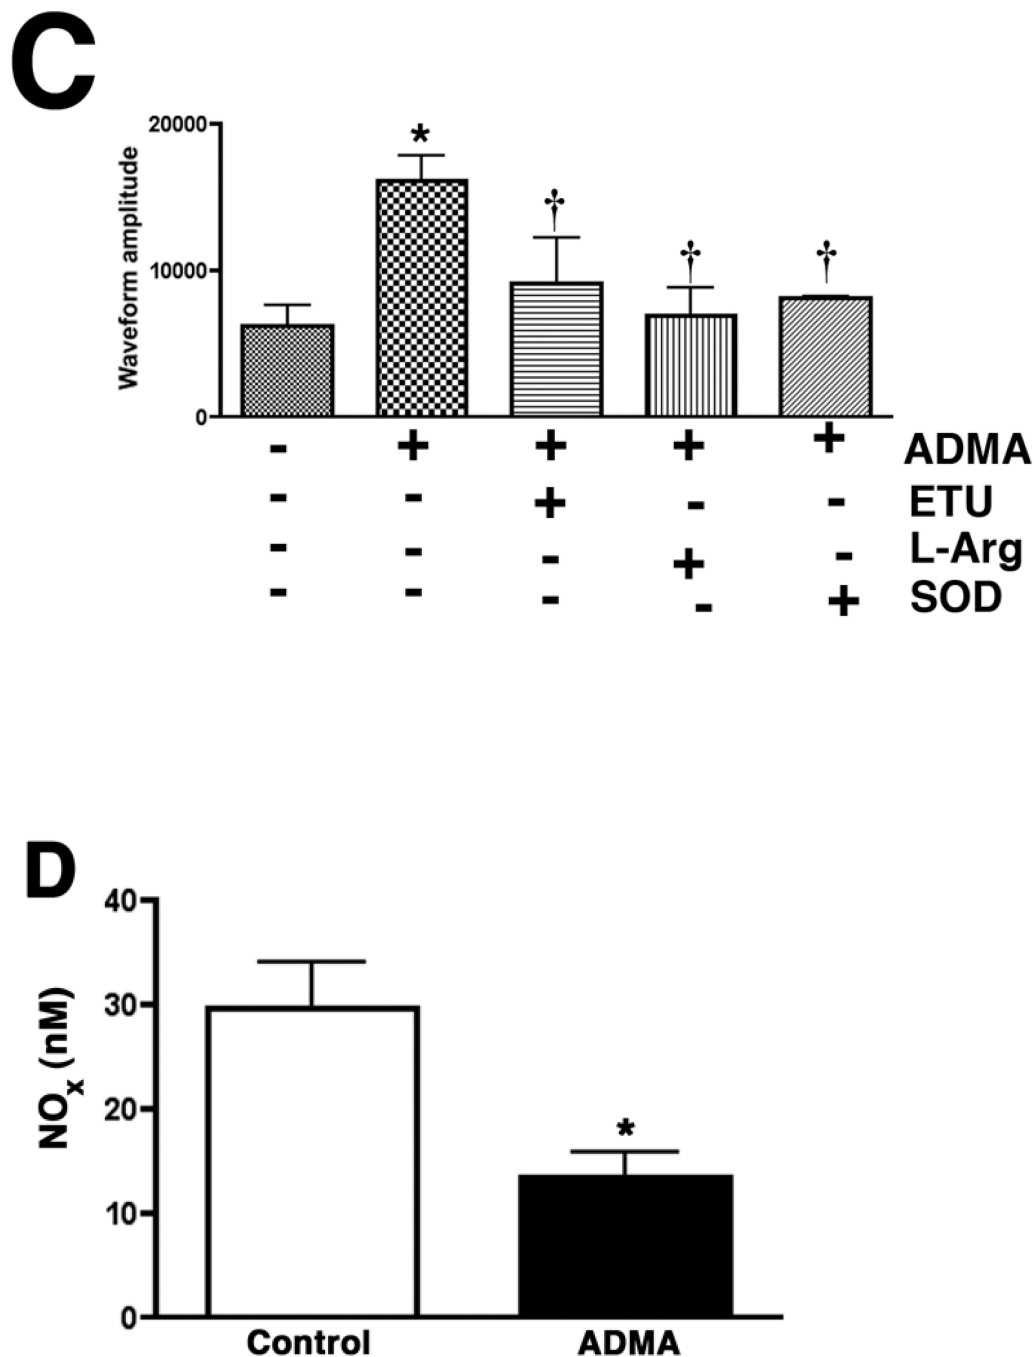 C
Waveform amplitude
20000
10000
0
*
†
†
†
- + + + + ADMA
- - + - - ETU
- - - + - L-Arg
- - - - + SOD
D
NOx (nM)
40
30
20
10
0
*
Control ADMA